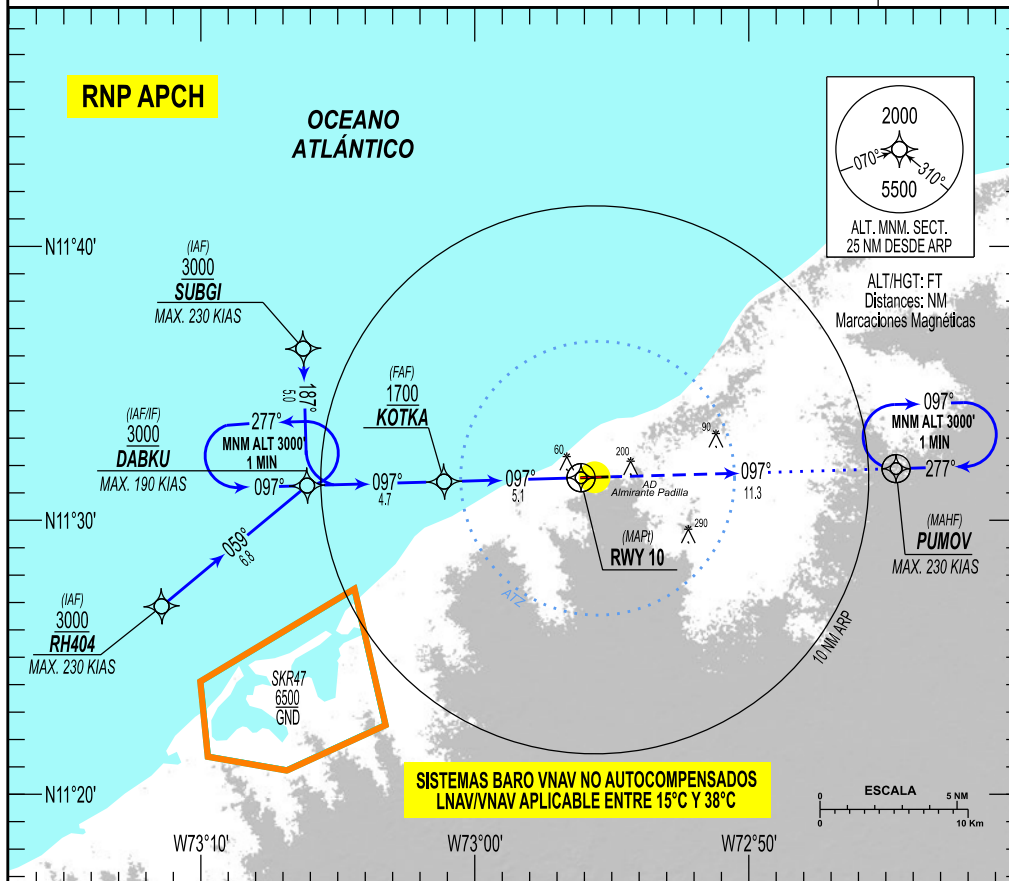 RNP APCH
OCEANO
ATLÁNTICO
2000
070°
310°
5500
ALT. MNM. SECT.
25 NM DESDE ARP
ALT/HGT: FT
Distances: NM
Marcaciones Magnéticas
N11°40'
(IAF)
3000
SUBGI
MAX. 230 KIAS
187°
5.0
(IAF/IF)
3000
DABKU
MAX. 190 KIAS
277°
MNM ALT 3000'
1 MIN
097°
(FAF)
1700
KOTKA
097°
4.7
097°
5.1
60
200
90
290
AD
Almirante Padilla
097°
11.3
097°
MNM ALT 3000'
1 MIN
277°
N11°30'
(MAPt)
RWY 10
(MAHF)
PUMOV
MAX. 230 KIAS
059°
6.8
(IAF)
3000
RH404
MAX. 230 KIAS
ATZ
10 NM ARP
SKR47
6500
GND
N11°20'
SISTEMAS BARO VNAV NO AUTOCOMPENSADOS
LNAV/VNAV APLICABLE ENTRE 15°C Y 38°C
ESCALA
0 5 NM
0 10 Km
W73°10'
W73°00'
W72°50'